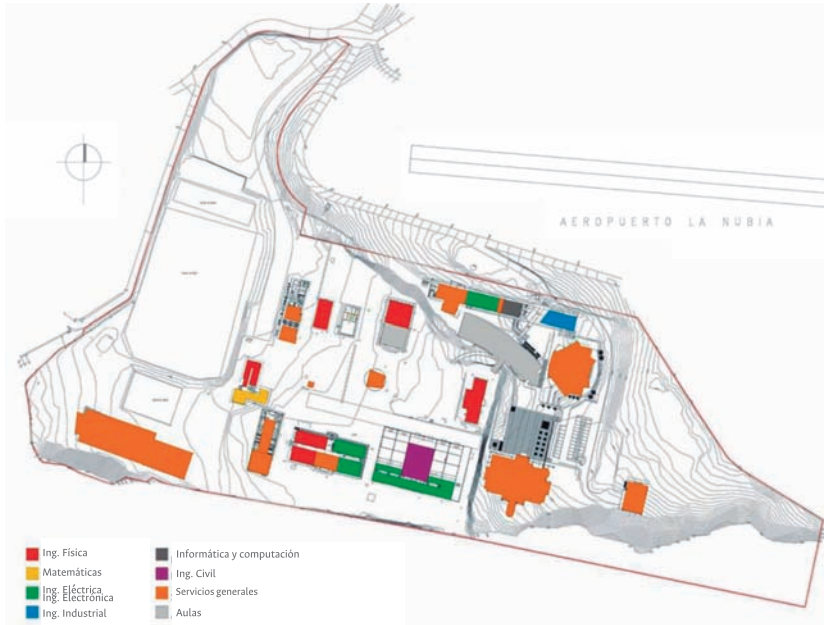 AEROPUERTO LA NUBIA
Ing. Física
Matemáticas
Ing. Eléctrica
Ing. Electrónica
Ing. Industrial
Informática y computación
Ing. Civil
Servicios generales
Aulas